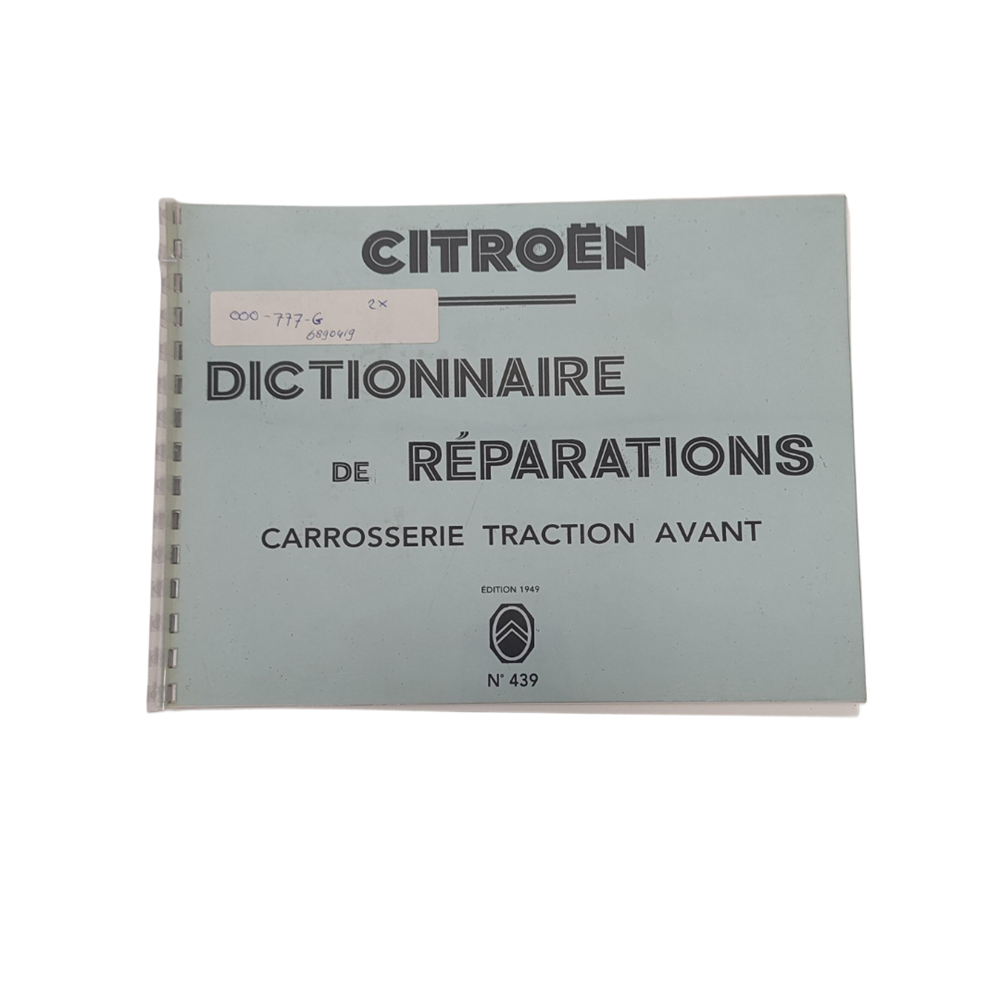 CITROËN
000-777-G 2x
6890419
DICTIONNAIRE
DE RÉPARATIONS
CARROSSERIE TRACTION AVANT
ÉDITION 1949
N° 439